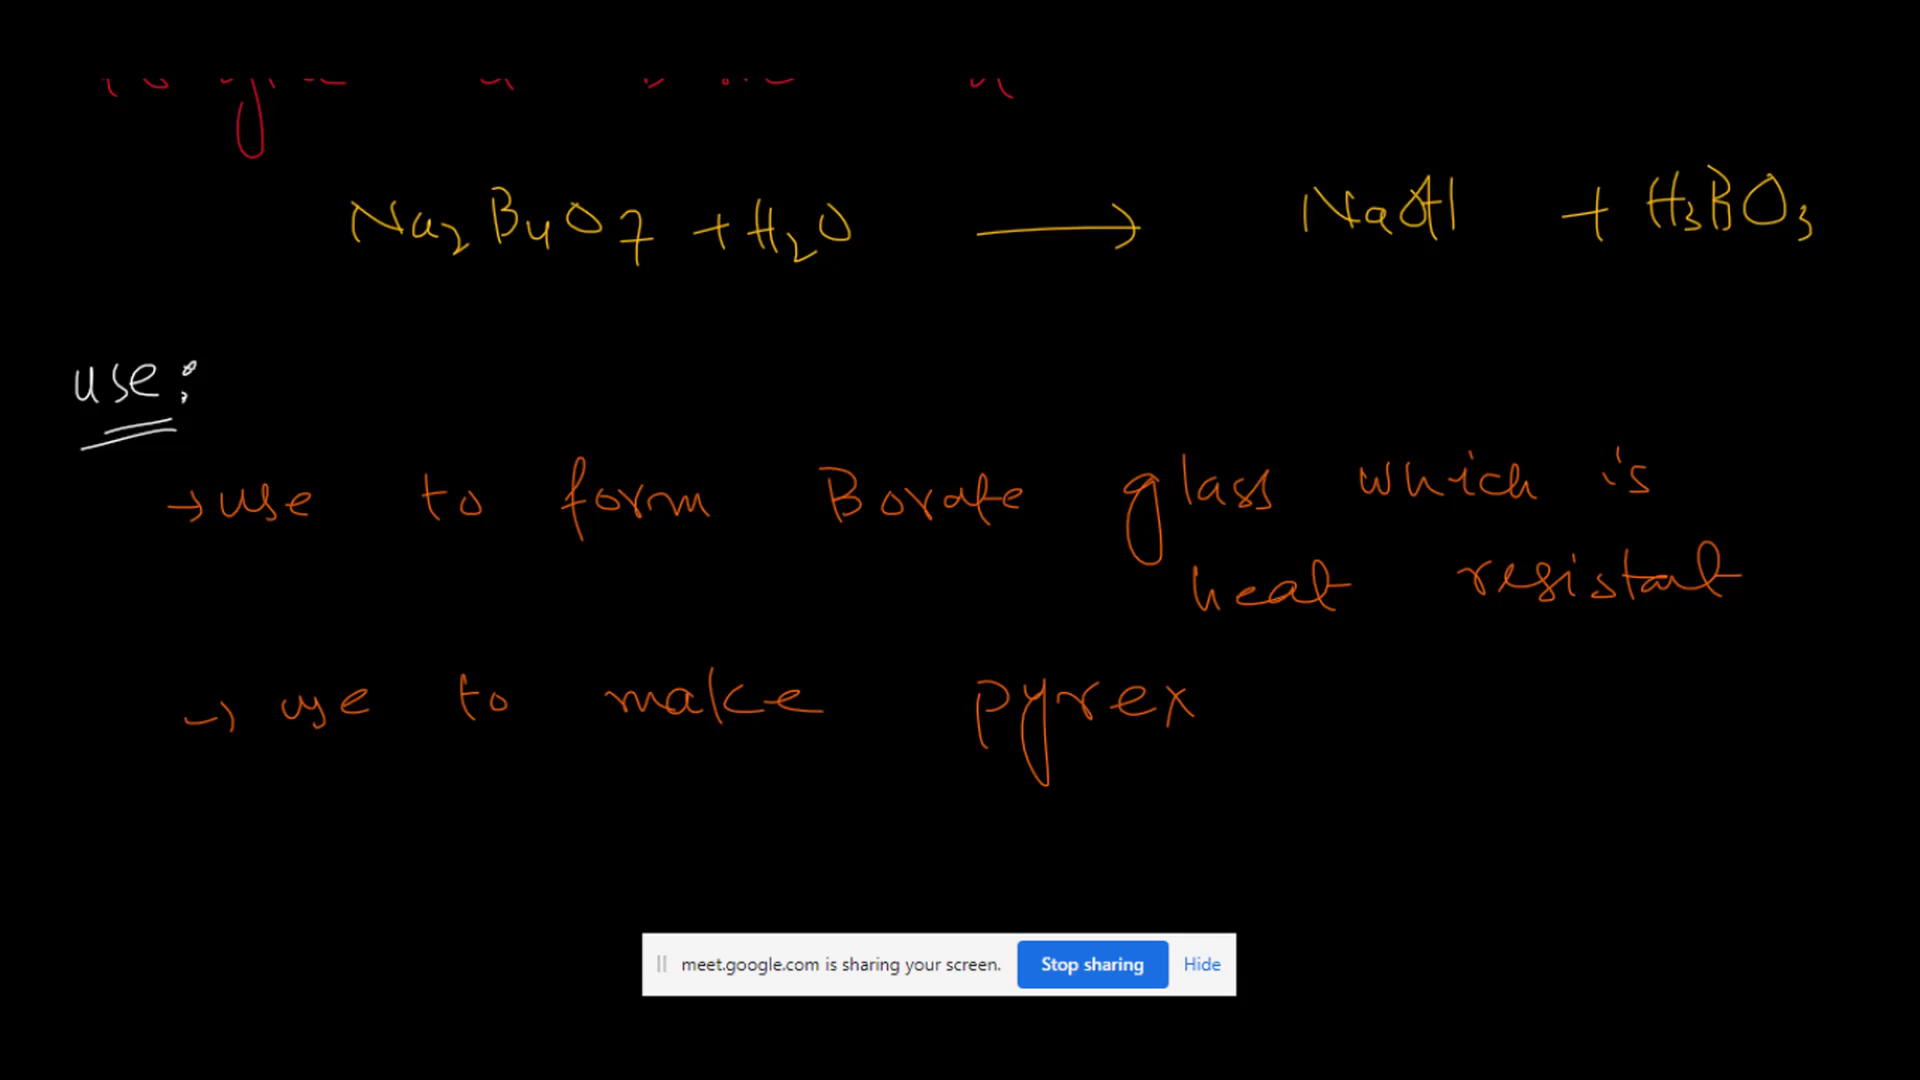 Na₂B₄O₇ + H₂O ⟶ NaOH + H₃BO₃
use:
→ use to form Borate glass which is
heat resistant
→ use to make pyrex
meet.google.com is sharing your screen. Stop sharing Hide